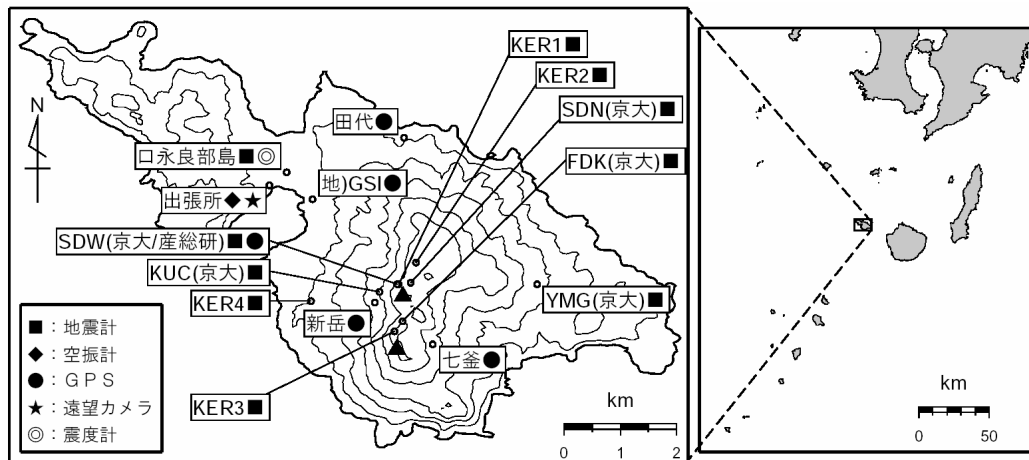 KER1■
KER2■
SDN(京大)■
FDK(京大)■
N
田代●
口永良部島■◎
地)GSI●
出張所◆★
SDW(京大/産総研)■●
KUC(京大)■
KER4■
新岳●
YMG(京大)■
七釜●
KER3■
■：地震計
◆：空振計
●：ＧＰＳ
★：遠望カメラ
◎：震度計
km
0 1 2
km
0 50